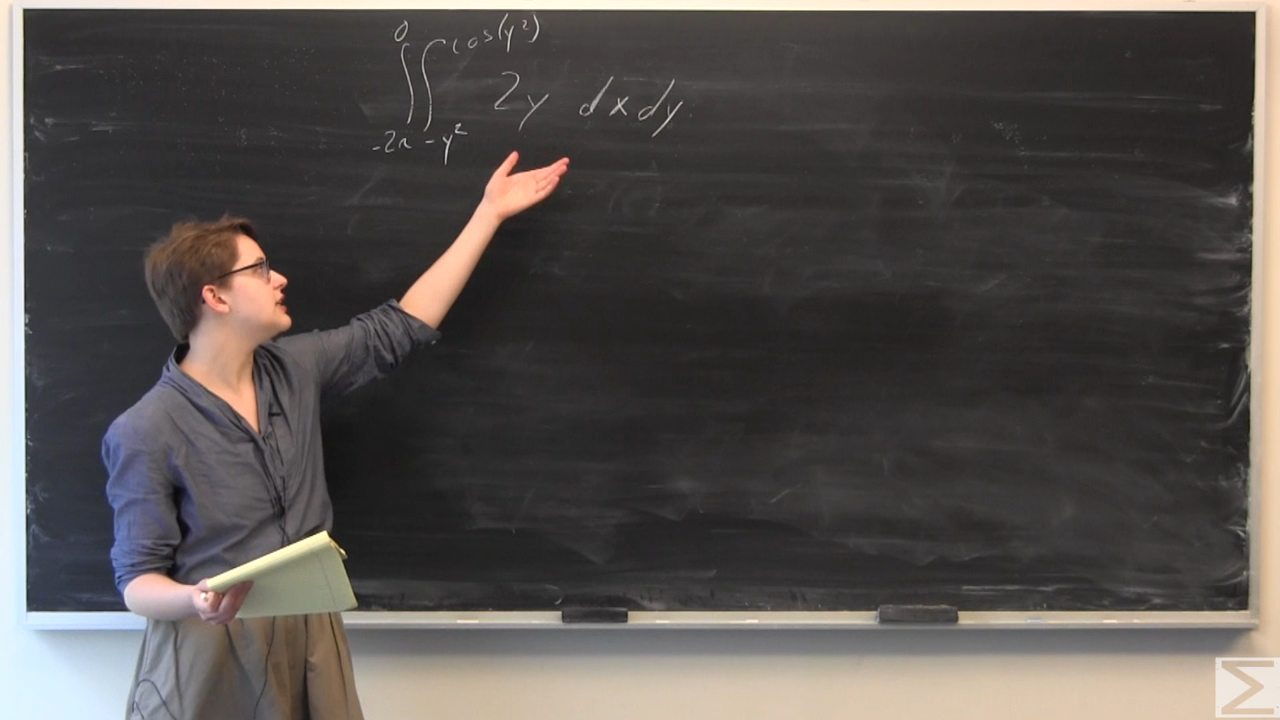 ∫_{-2π}^{0} ∫_{-y²}^{cos(y²)} 2y dx dy
Σ